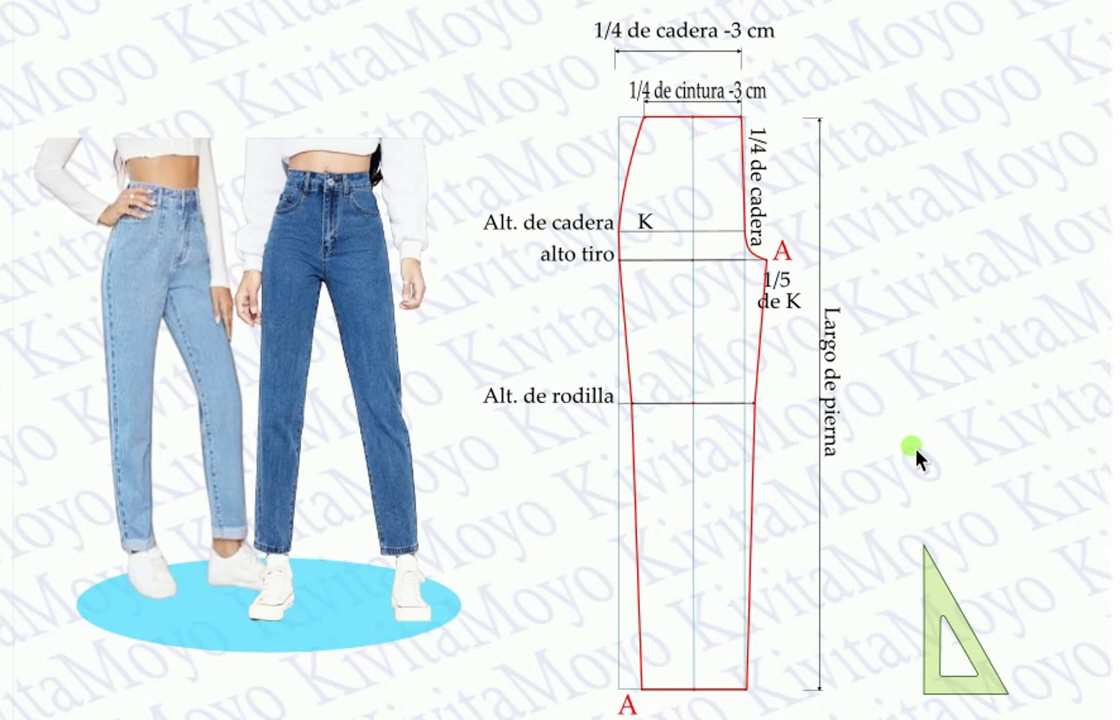 1/4 de cadera -3 cm
1/4 de cintura -3 cm
1/4 de cadera
Alt. de cadera
K
alto tiro
A
1/5
de K
Largo de pierna
Alt. de rodilla
A
KivitaMoyo